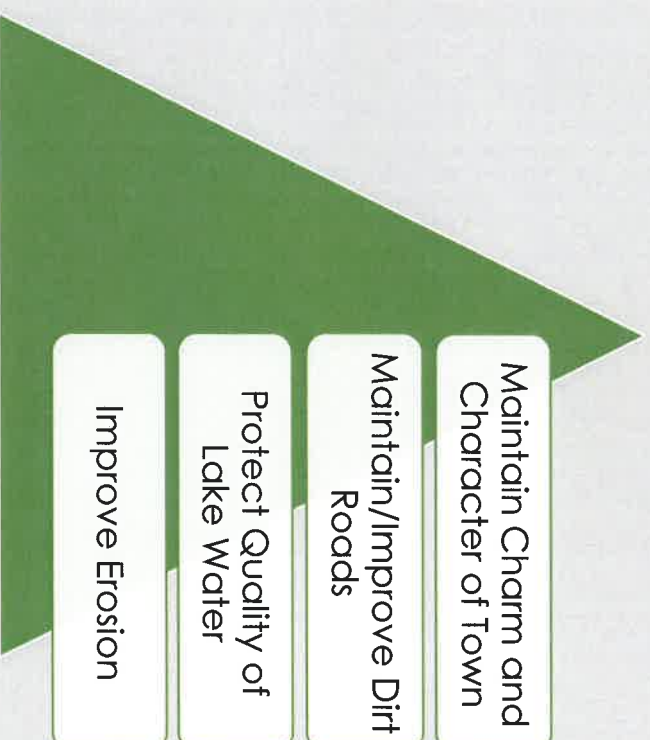 Maintain Charm and
Character of Town
Maintain/Improve Dirt
Roads
Protect Quality of
Lake Water
Improve Erosion